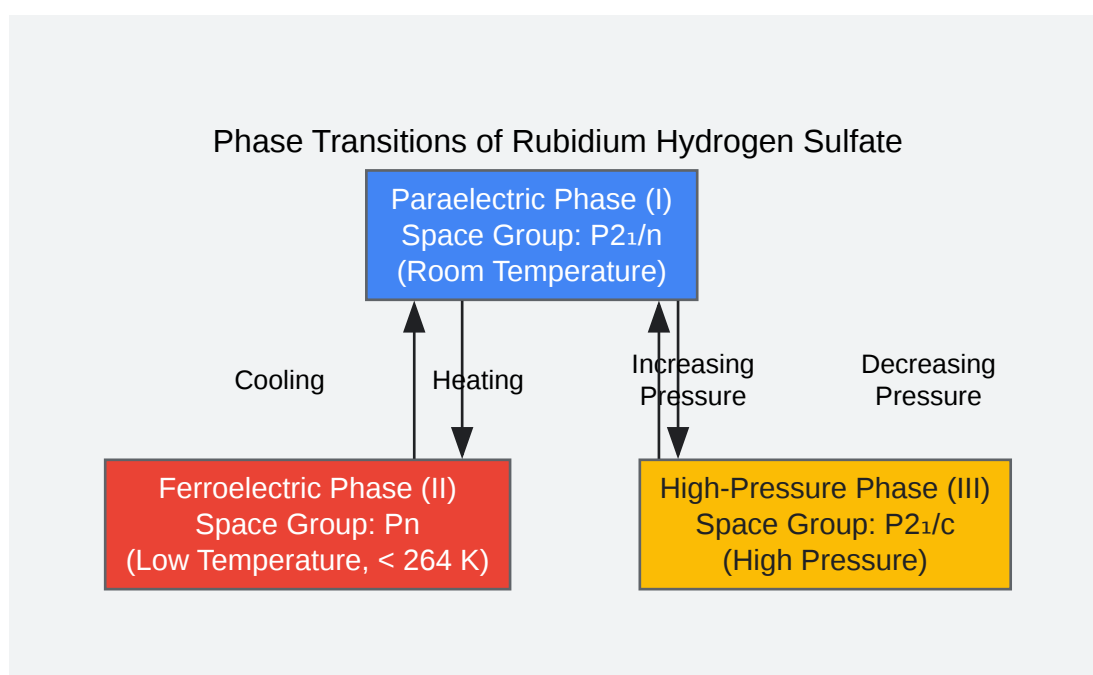 Phase Transitions of Rubidium Hydrogen Sulfate
Paraelectric Phase (I)
Space Group: P2₁/n
(Room Temperature)
Cooling
Heating
Increasing
Pressure
Decreasing
Pressure
Ferroelectric Phase (II)
Space Group: Pn
(Low Temperature, < 264 K)
High-Pressure Phase (III)
Space Group: P2₁/c
(High Pressure)